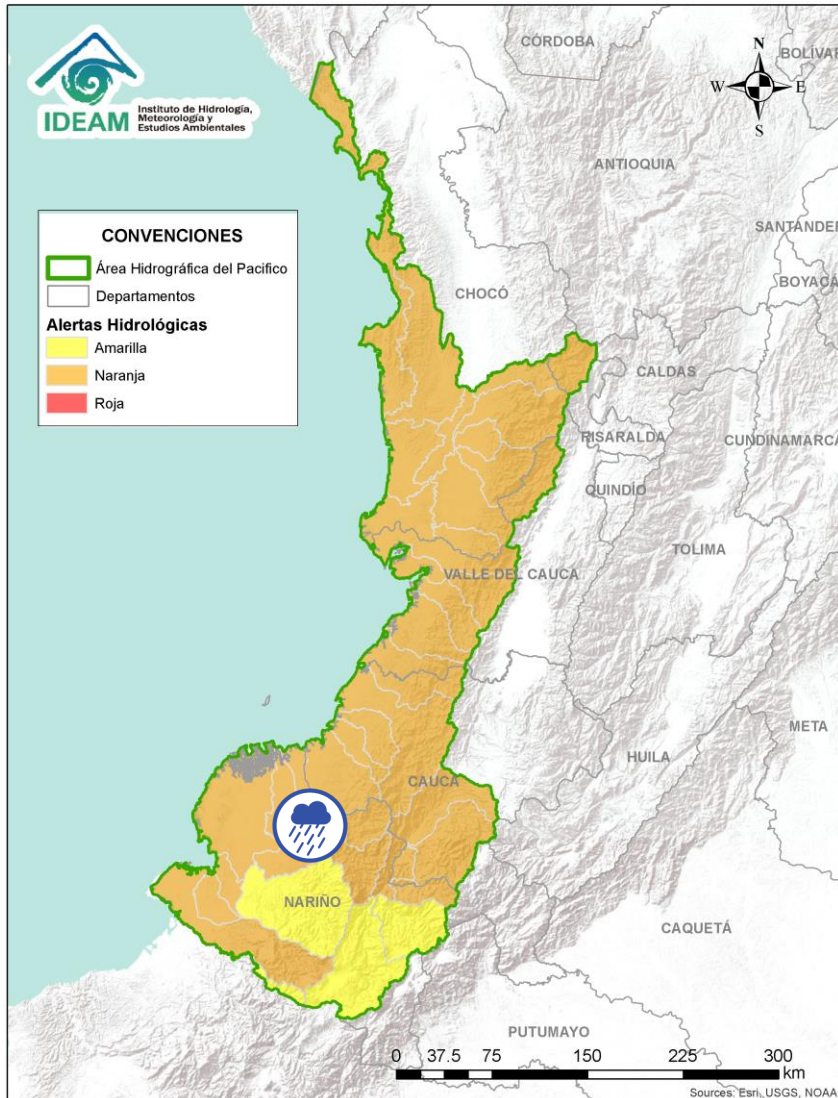 IDEAM
Instituto de Hidrología,
Meteorología y
Estudios Ambientales
N
W
E
S
CÓRDOBA
BOLÍVAR
ANTIOQUIA
SANTANDER
BOYACÁ
CHOCÓ
CALDAS
RISARALDA
CUNDINAMARCA
QUINDÍO
TOLIMA
VALLE DEL CAUCA
META
HUILA
CAUCA
NARIÑO
CAQUETÁ
PUTUMAYO
CONVENCIONES
Área Hidrográfica del Pacifico
Departamentos
Alertas Hidrológicas
Amarilla
Naranja
Roja
0 37.5 75 150 225 300
km
Sources: Esri, USGS, NOAA